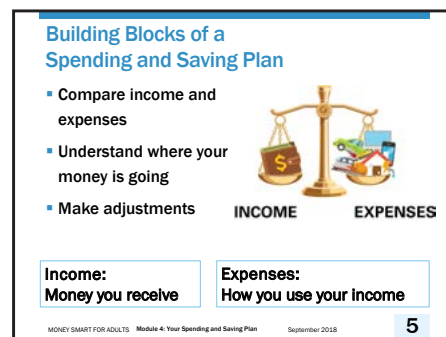 Building Blocks of a
Spending and Saving Plan
▪ Compare income and
expenses
▪ Understand where your
money is going
▪ Make adjustments
$
INCOME EXPENSES
Income:
Money you receive
Expenses:
How you use your income
MONEY SMART FOR ADULTS Module 4: Your Spending and Saving Plan September 2018 5